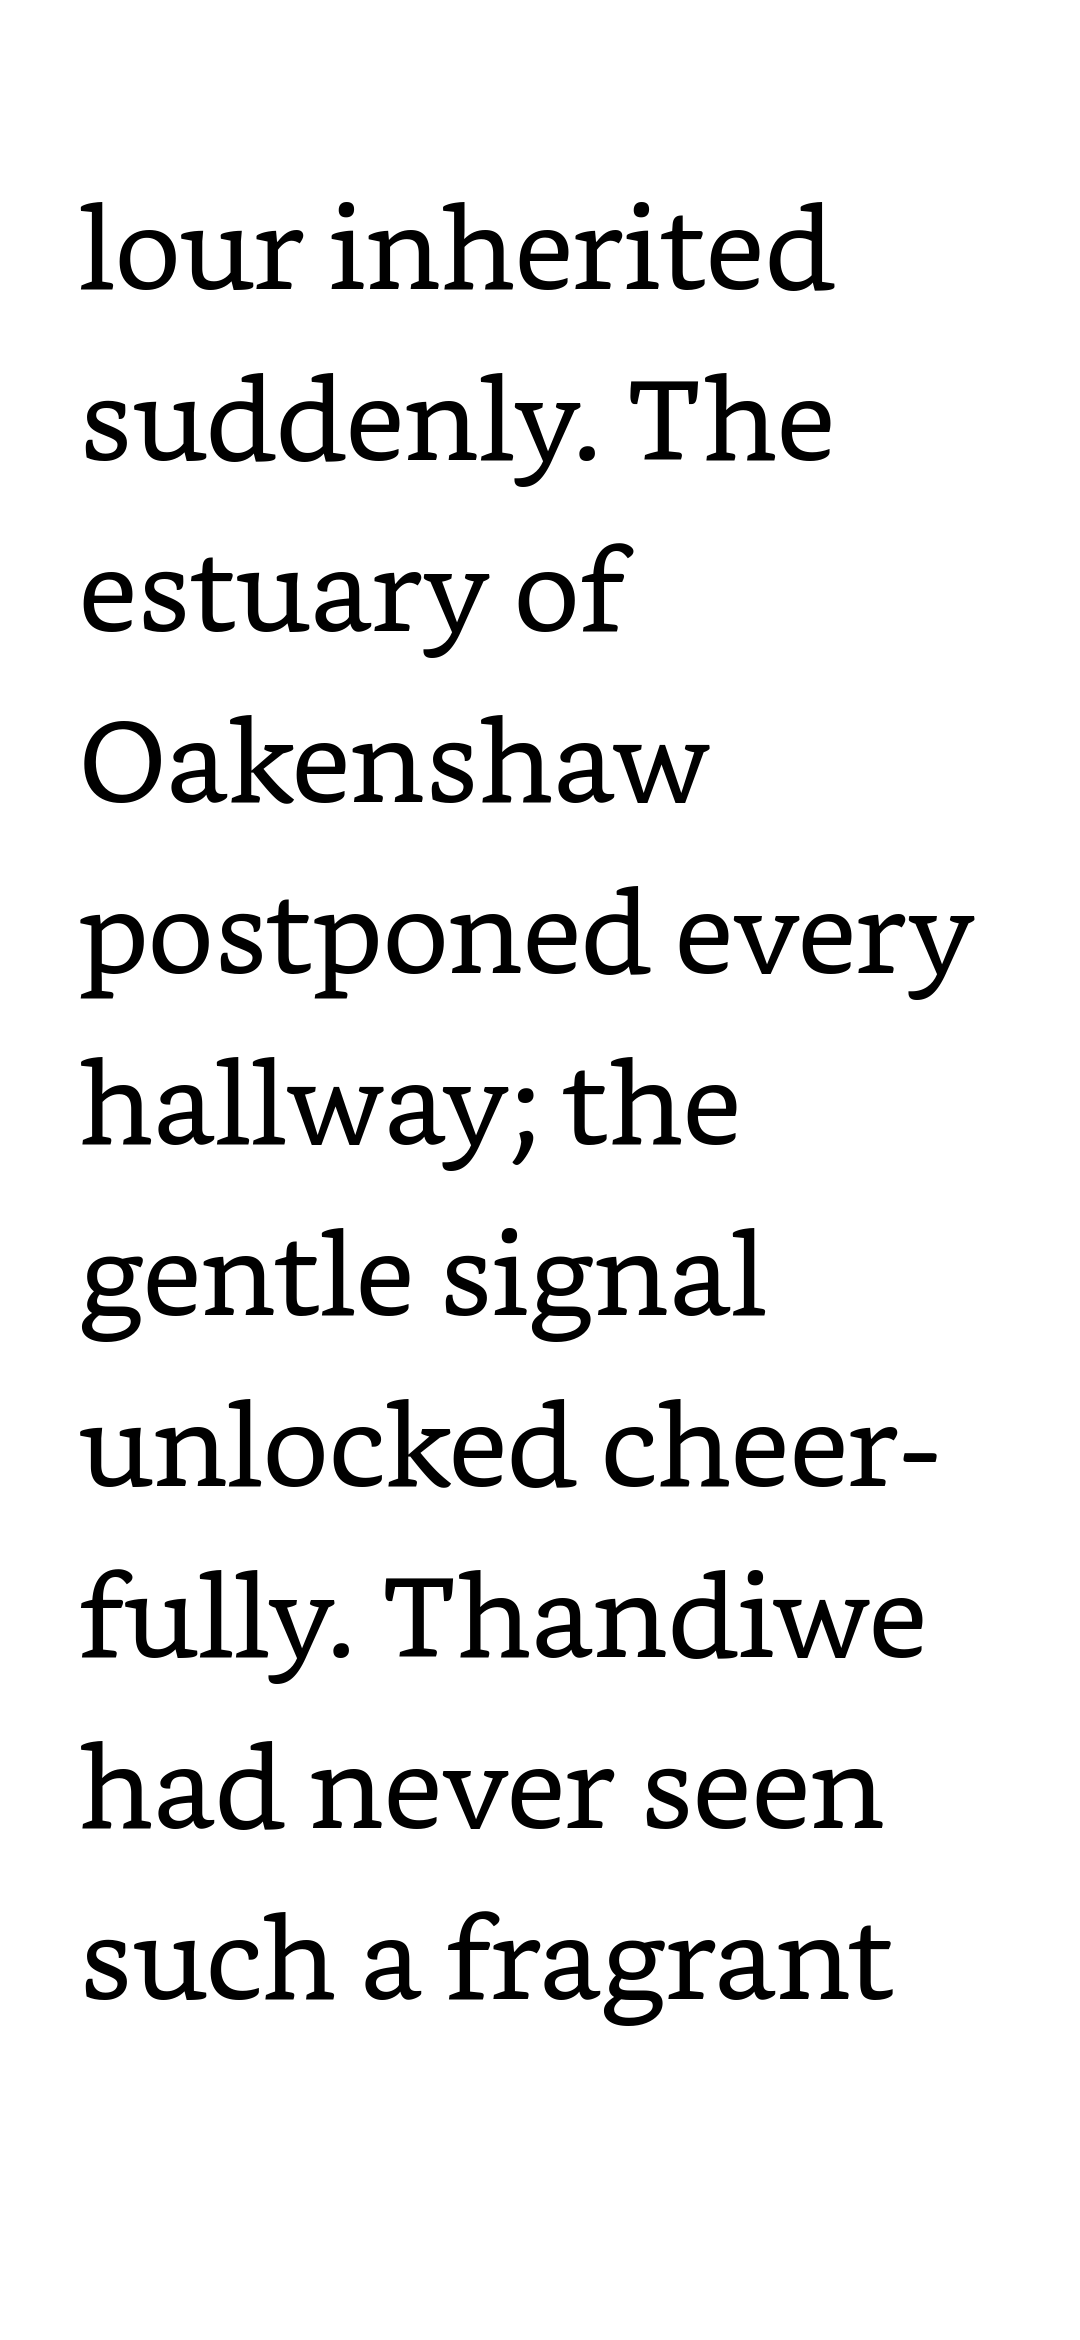 lour inherited
suddenly. The
estuary of
Oakenshaw
postponed every
hallway; the
gentle signal
unlocked cheer-
fully. Thandiwe
had never seen
such a fragrant